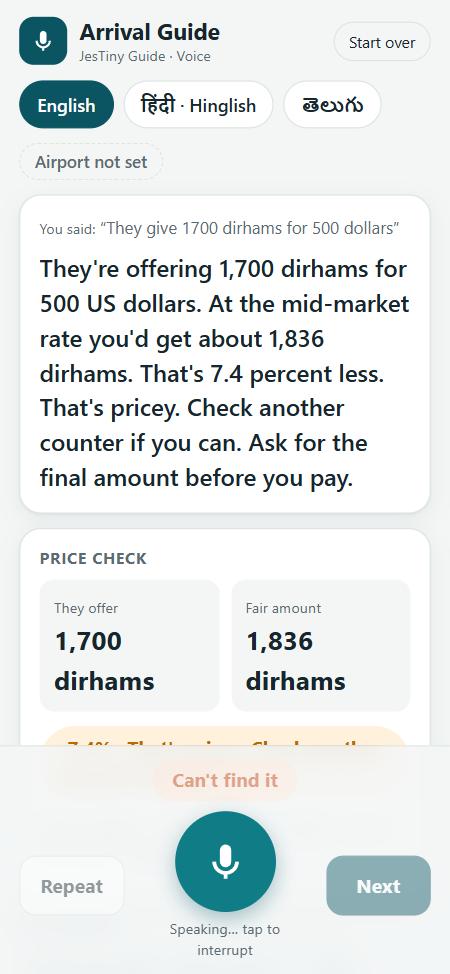 Arrival Guide
JesTiny Guide · Voice
Start over
English
हिंदी · Hinglish
తెలుగు
Airport not set
You said: “They give 1700 dirhams for 500 dollars”
They're offering 1,700 dirhams for
500 US dollars. At the mid-market
rate you'd get about 1,836
dirhams. That's 7.4 percent less.
That's pricey. Check another
counter if you can. Ask for the
final amount before you pay.
PRICE CHECK
They offer
1,700
dirhams
Fair amount
1,836
dirhams
Can't find it
Repeat
Next
Speaking… tap to
interrupt